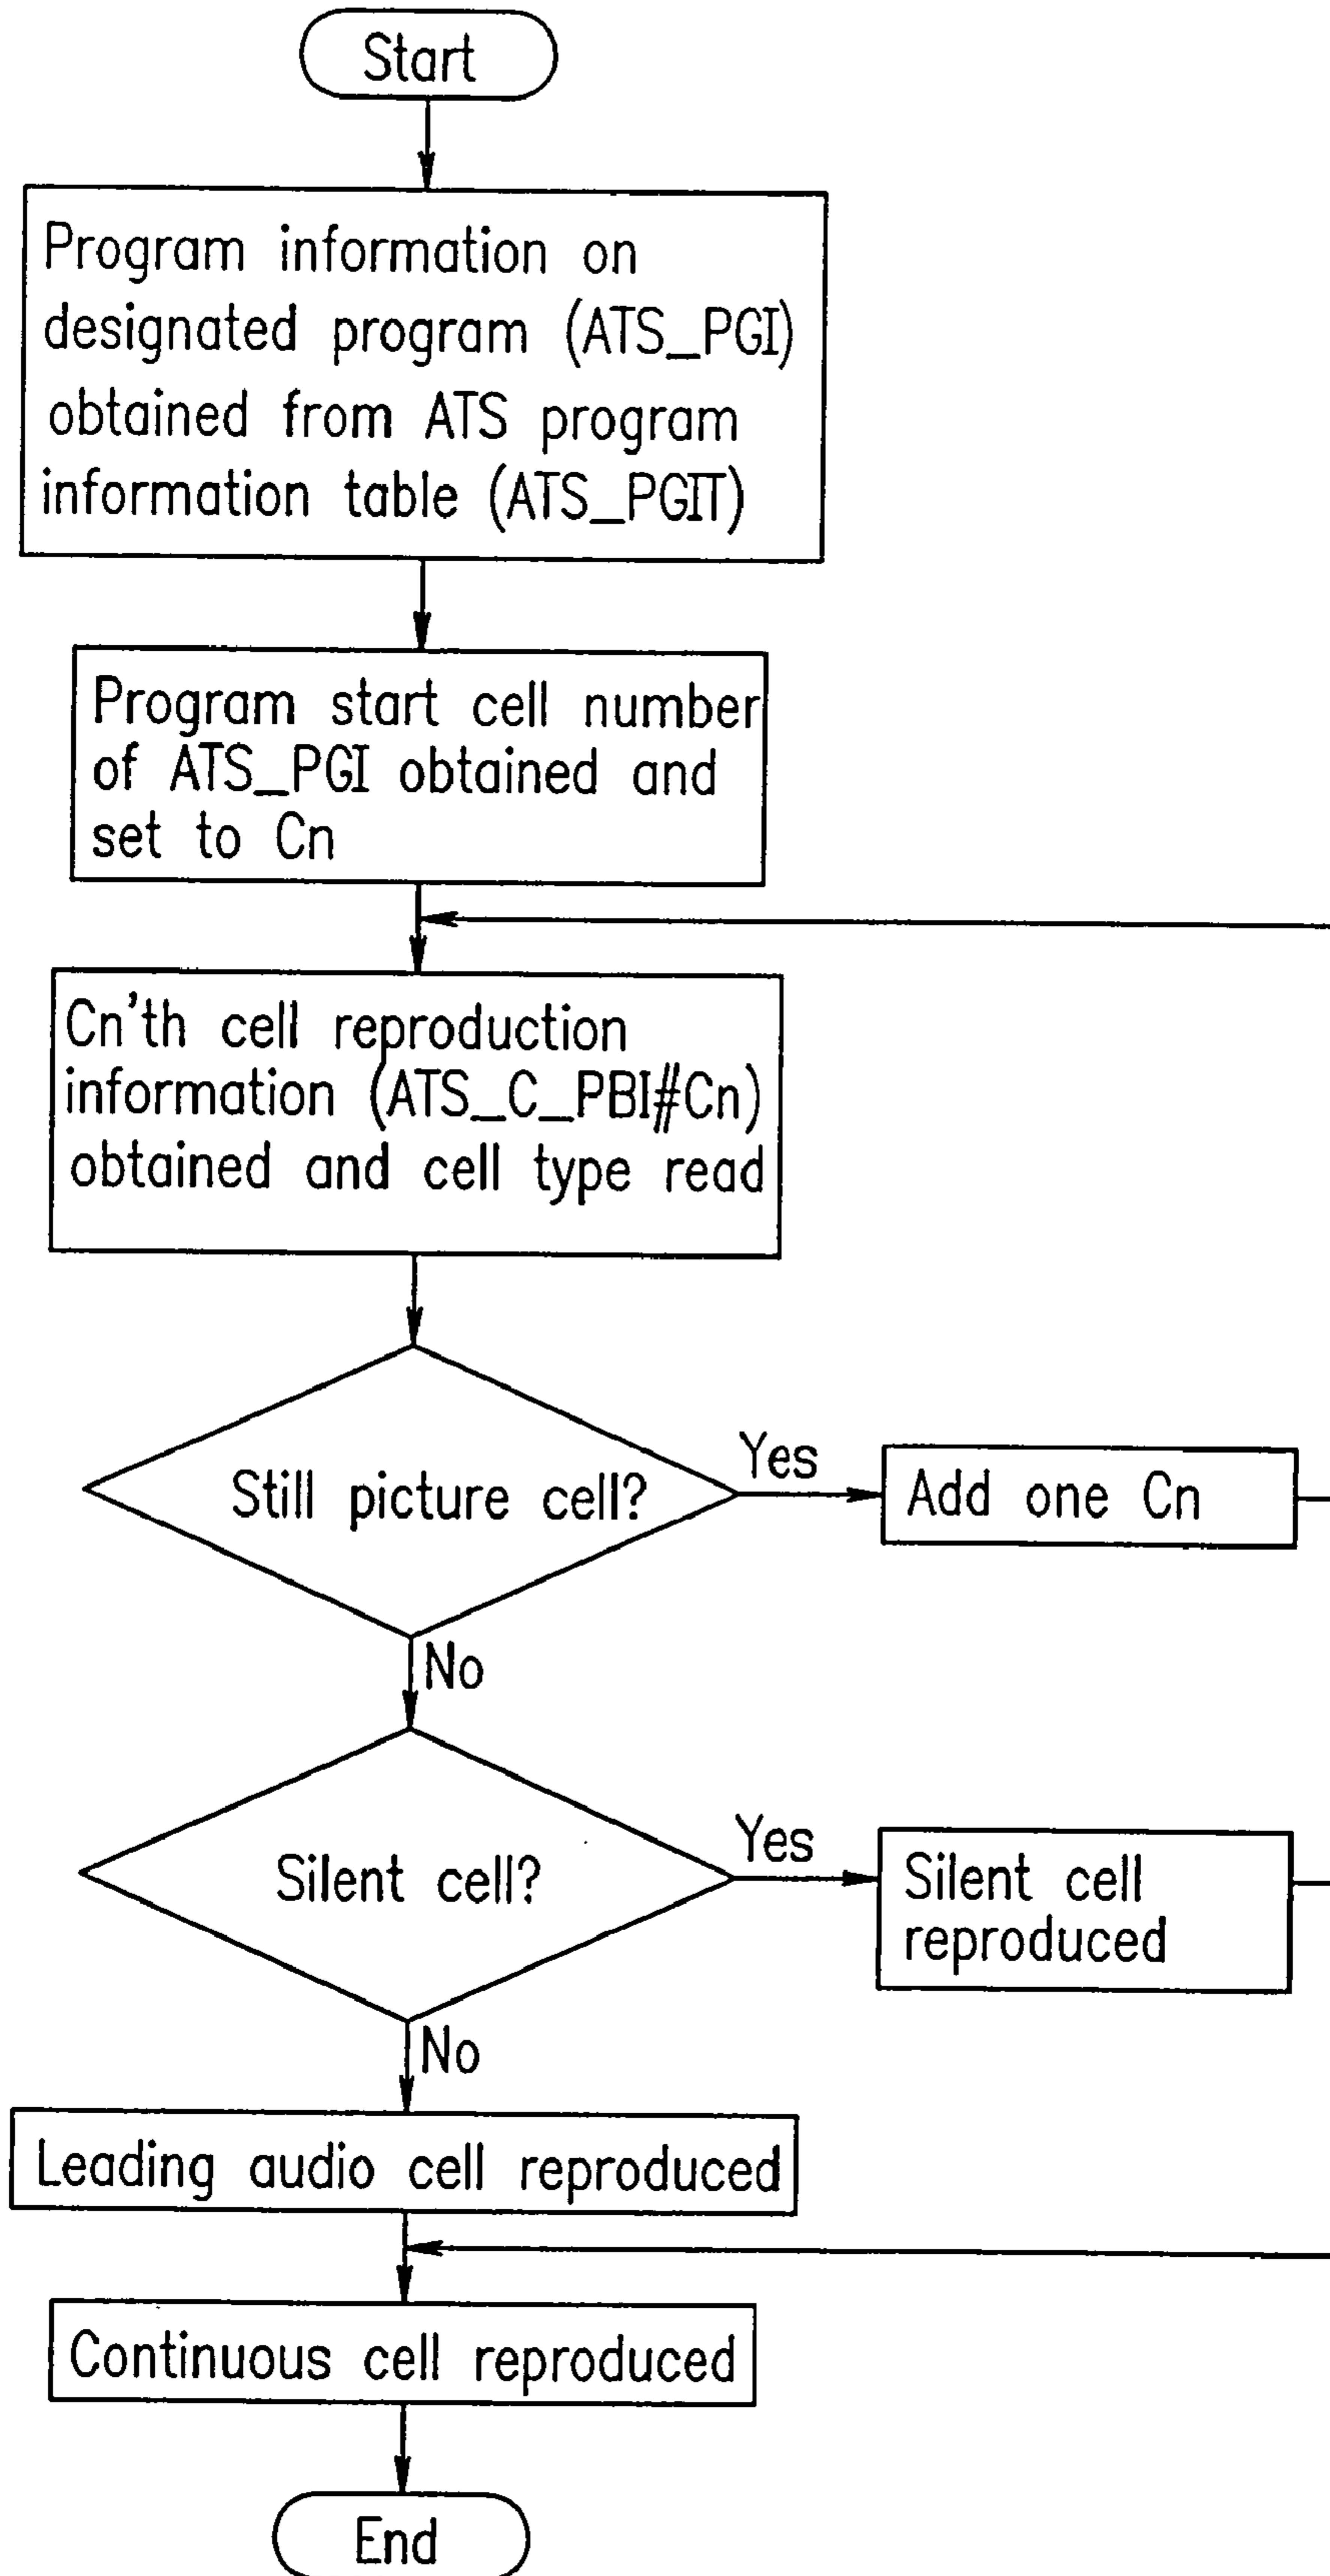 Start
Program information on
designated program (ATS_PGI)
obtained from ATS program
information table (ATS_PGIT)
Program start cell number
of ATS_PGI obtained and
set to Cn
Cn'th cell reproduction
information (ATS_C_PBI#Cn)
obtained and cell type read
Still picture cell?
Yes
Add one Cn
No
Silent cell?
Yes
Silent cell
reproduced
No
Leading audio cell reproduced
Continuous cell reproduced
End